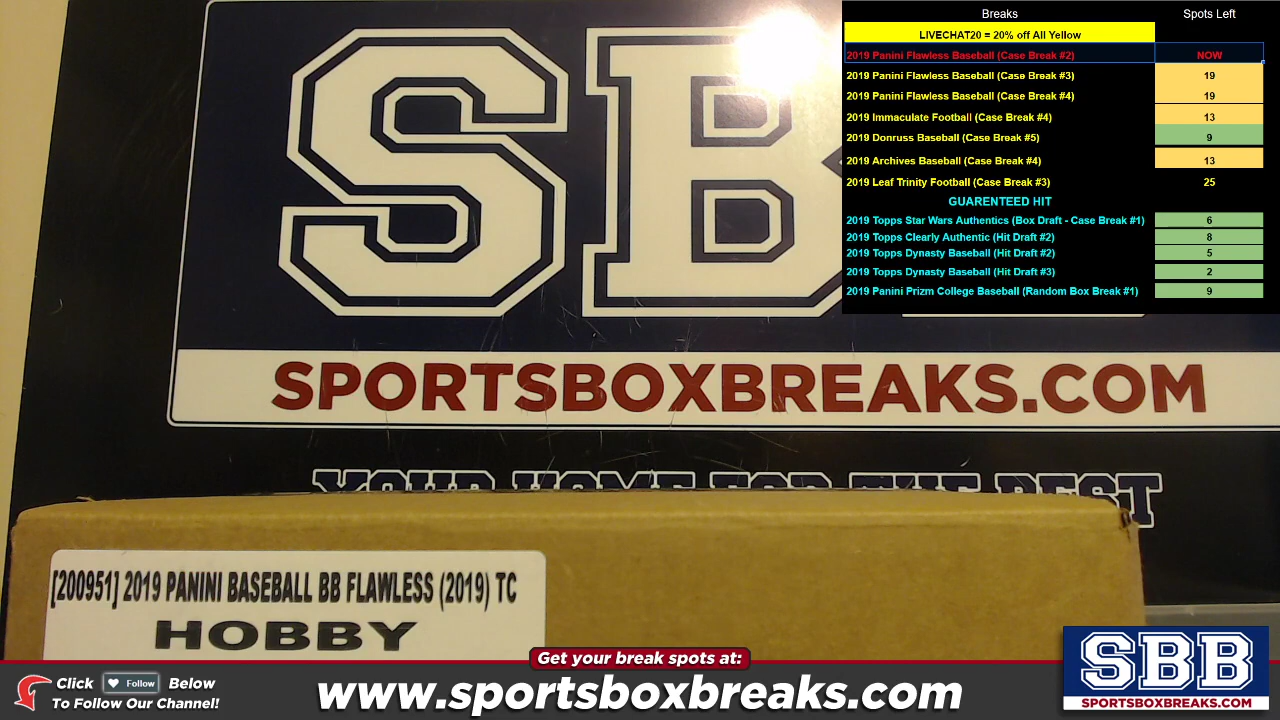 Breaks Spots Left
LIVECHAT20 = 20% off All Yellow
2019 Panini Flawless Baseball (Case Break #2) NOW
2019 Panini Flawless Baseball (Case Break #3) 19
2019 Panini Flawless Baseball (Case Break #4) 19
2019 Immaculate Football (Case Break #4) 13
2019 Donruss Baseball (Case Break #5) 9
2019 Archives Baseball (Case Break #4) 13
2019 Leaf Trinity Football (Case Break #3) 25
GUARENTEED HIT
2019 Topps Star Wars Authentics (Box Draft - Case Break #1) 6
2019 Topps Clearly Authentic (Hit Draft #2) 8
2019 Topps Dynasty Baseball (Hit Draft #2) 5
2019 Topps Dynasty Baseball (Hit Draft #3) 2
2019 Panini Prizm College Baseball (Random Box Break #1) 9
SB
SPORTSBOXBREAKS.COM
YOUR HOME FOR THE BEST
[200951] 2019 PANINI BASEBALL BB FLAWLESS (2019) TC
HOBBY
Get your break spots at:
Click Follow Below
To Follow Our Channel!
www.sportsboxbreaks.com
SBB
SPORTSBOXBREAKS.COM